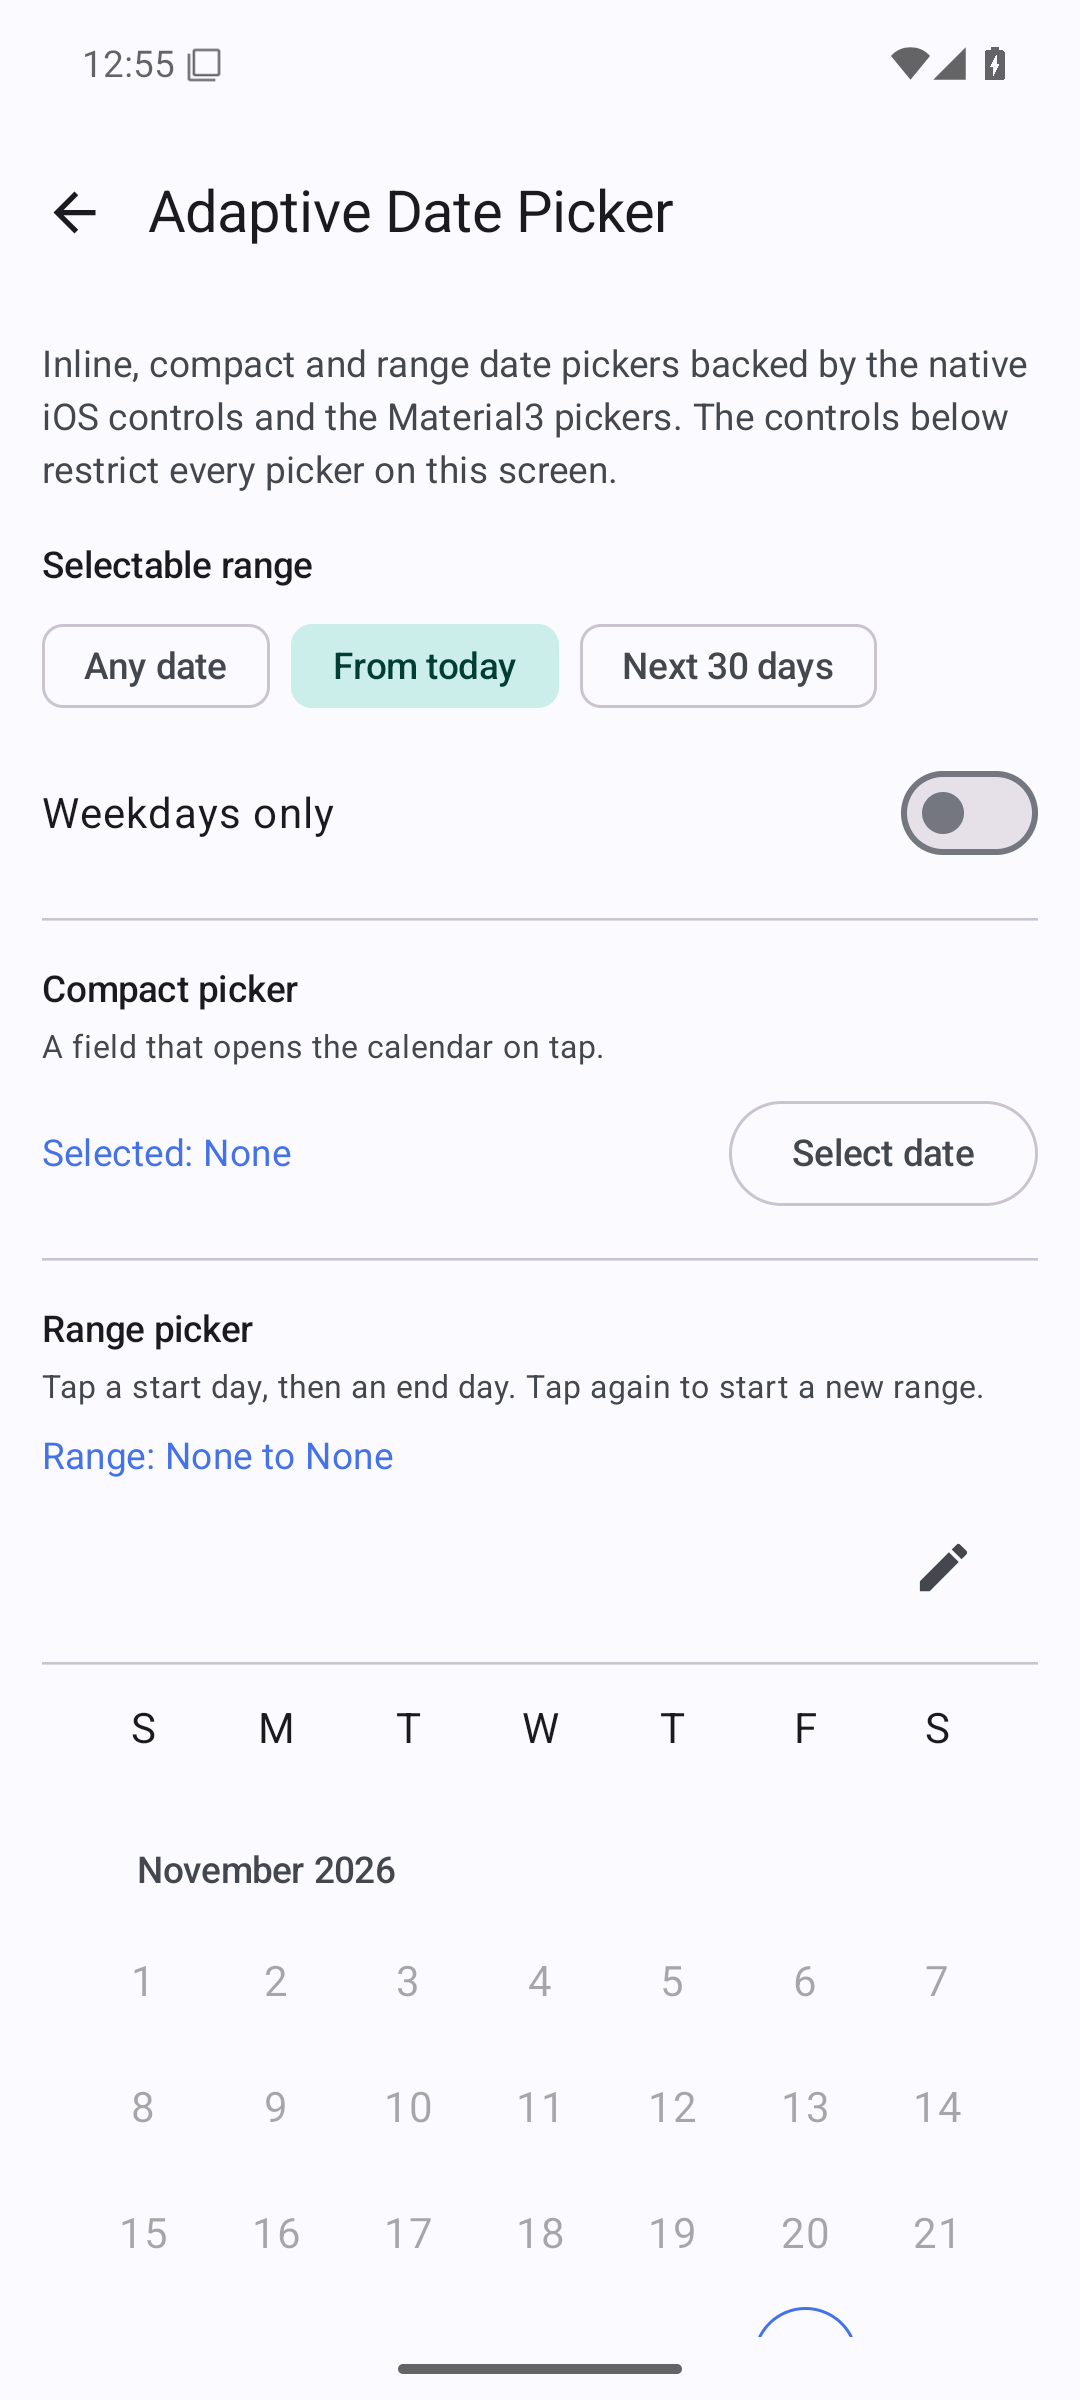 12:55
Adaptive Date Picker
Inline, compact and range date pickers backed by the native
iOS controls and the Material3 pickers. The controls below
restrict every picker on this screen.
Selectable range
Any date From today Next 30 days
Weekdays only
Compact picker
A field that opens the calendar on tap.
Selected: None Select date
Range picker
Tap a start day, then an end day. Tap again to start a new range.
Range: None to None
S M T W T F S
November 2026
1 2 3 4 5 6 7
8 9 10 11 12 13 14
15 16 17 18 19 20 21